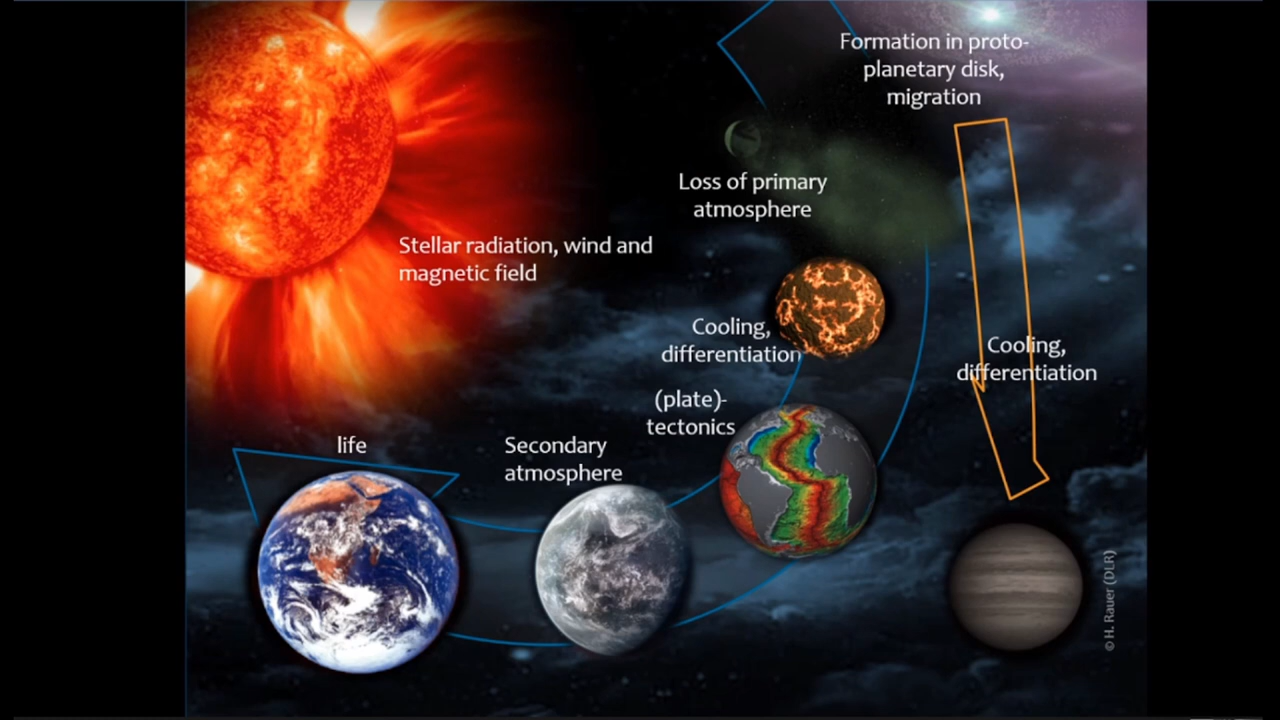 Formation in proto-
planetary disk,
migration
Loss of primary
atmosphere
Stellar radiation, wind and
magnetic field
Cooling,
differentiation
Cooling,
differentiation
(plate)-
tectonics
Secondary
atmosphere
life
© H. Rauer (DLR)